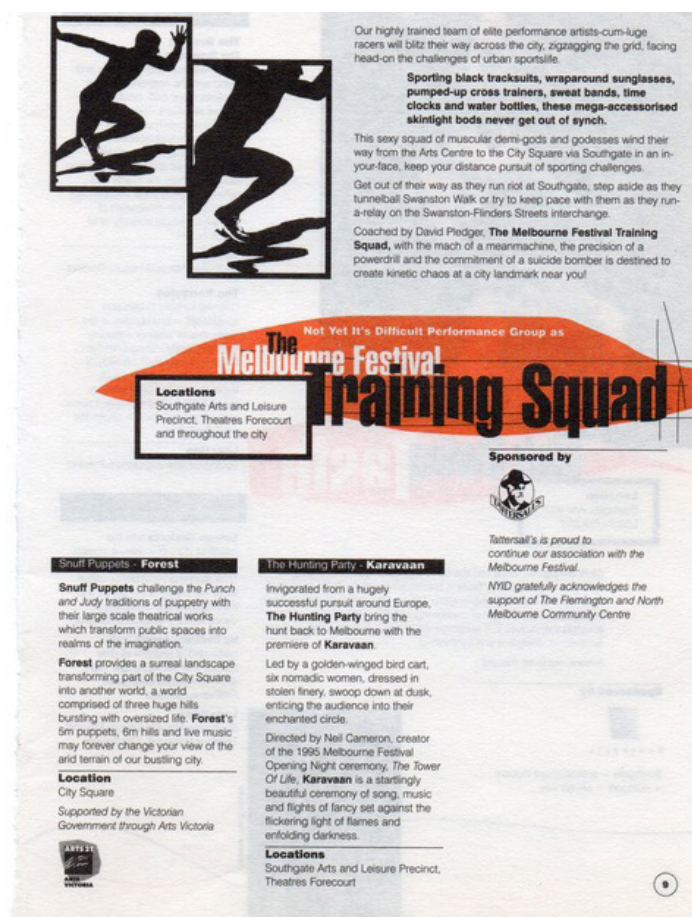 Our highly trained team of elite performance artists-cum-luge
racers will blitz their way across the city, zigzagging the grid, facing
head-on the challenges of urban sportslife.
Sporting black tracksuits, wraparound sunglasses,
pumped-up cross trainers, sweat bands, time
clocks and water bottles, these mega-accessorised
skintight bods never get out of synch.
This sexy squad of muscular demi-gods and godesses wind their
way from the Arts Centre to the City Square via Southgate in an in-
your-face, keep your distance pursuit of sporting challenges.
Get out of their way as they run riot at Southgate, step aside as they
tunnelball Swanston Walk or try to keep pace with them as they run-
a-relay on the Swanston-Flinders Streets interchange.
Coached by David Pledger, The Melbourne Festival Training
Squad, with the mach of a meanmachine, the precision of a
powerdrill and the commitment of a suicide bomber is destined to
create kinetic chaos at a city landmark near you!
Not Yet It's Difficult Performance Group as
The
Melbourne Festival
Training Squad
Locations
Southgate Arts and Leisure
Precinct, Theatres Forecourt
and throughout the city
Sponsored by
TATTERSALL'S
Tattersall's is proud to
continue our association with the
Melbourne Festival.
NYID gratefully acknowledges the
support of The Flemington and North
Melbourne Community Centre
Snuff Puppets - Forest
Snuff Puppets challenge the Punch
and Judy traditions of puppetry with
their large scale theatrical works
which transform public spaces into
realms of the imagination.
Forest provides a surreal landscape
transforming part of the City Square
into another world, a world
comprised of three huge hills
bursting with oversized life. Forest's
5m puppets, 6m hills and live music
may forever change your view of the
arid terrain of our bustling city.
Location
City Square
Supported by the Victorian
Government through Arts Victoria
ARTS 21
ARTS
VICTORIA
The Hunting Party - Karavaan
Invigorated from a hugely
successful pursuit around Europe,
The Hunting Party bring the
hunt back to Melbourne with the
premiere of Karavaan.
Led by a golden-winged bird cart,
six nomadic women, dressed in
stolen finery, swoop down at dusk,
enticing the audience into their
enchanted circle.
Directed by Neil Cameron, creator
of the 1995 Melbourne Festival
Opening Night ceremony, The Tower
Of Life, Karavaan is a startlingly
beautiful ceremony of song, music
and flights of fancy set against the
flickering light of flames and
enfolding darkness.
Locations
Southgate Arts and Leisure Precinct,
Theatres Forecourt
9